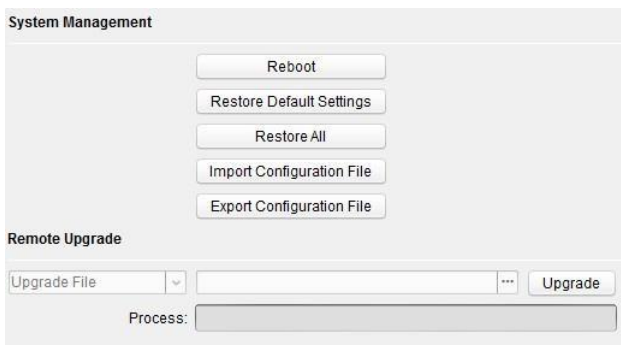 System Management
Reboot
Restore Default Settings
Restore All
Import Configuration File
Export Configuration File
Remote Upgrade
Upgrade File ··· Upgrade
Process: